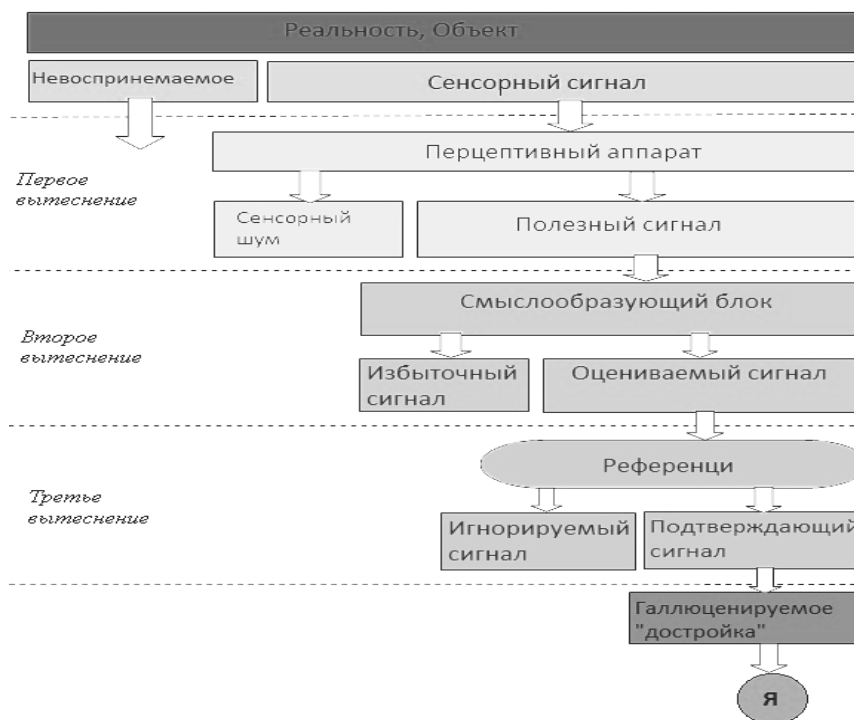 Реальность, Объект
Невоспринимаемое
Сенсорный сигнал
Перцептивный аппарат
Первое
вытеснение
Сенсорный
шум
Полезный сигнал
Смыслообразующий блок
Второе
вытеснение
Избыточный
сигнал
Оцениваемый сигнал
Референци
Третье
вытеснение
Игнорируемый
сигнал
Подтверждающий
сигнал
Галлюценируемое
"достройка"
Я